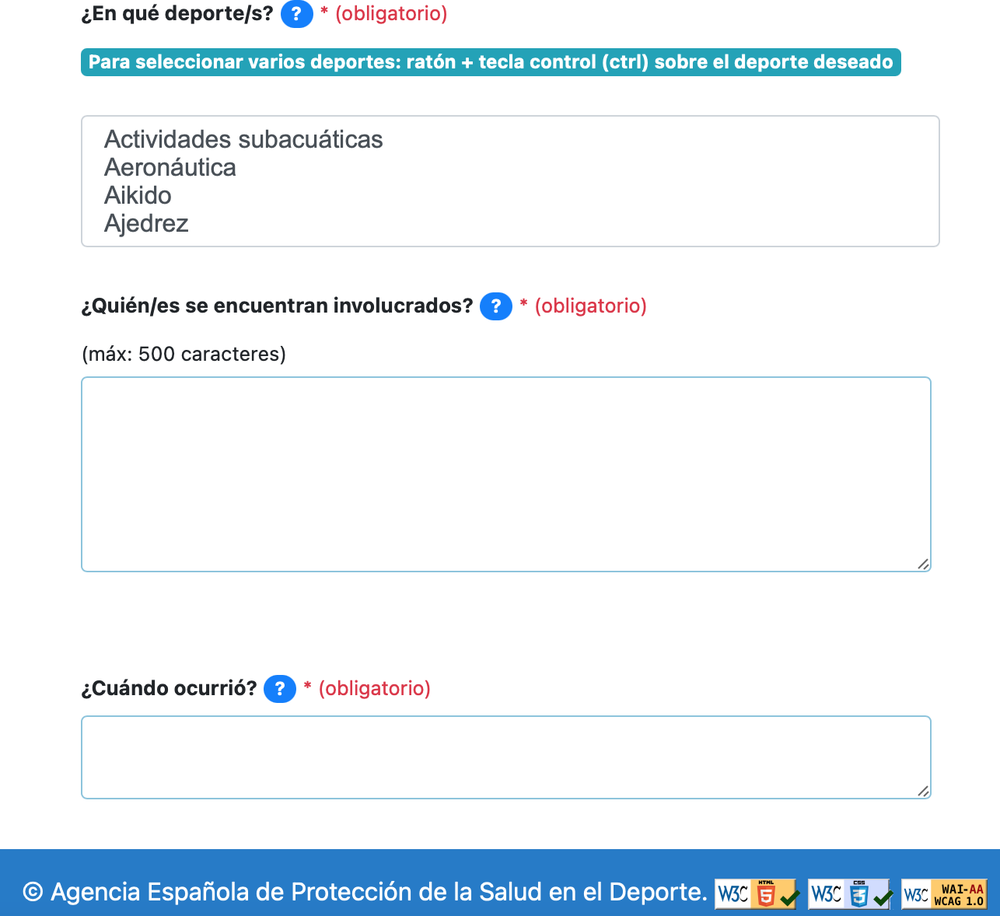 ¿En qué deporte/s? ? * (obligatorio)
Para seleccionar varios deportes: ratón + tecla control (ctrl) sobre el deporte deseado
Actividades subacuáticas
Aeronáutica
Aikido
Ajedrez
¿Quién/es se encuentran involucrados? ? * (obligatorio)
(máx: 500 caracteres)
¿Cuándo ocurrió? ? * (obligatorio)
© Agencia Española de Protección de la Salud en el Deporte. W3C HTML 5 W3C CSS 3 W3C WAI-AA WCAG 1.0